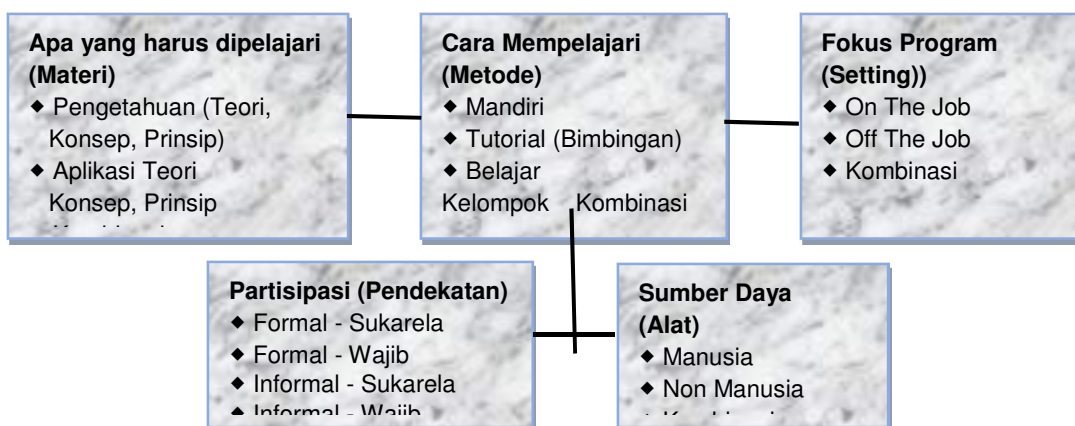 Apa yang harus dipelajari
(Materi)
◆ Pengetahuan (Teori,
Konsep, Prinsip)
◆ Aplikasi Teori
Konsep, Prinsip
Cara Mempelajari
(Metode)
◆ Mandiri
◆ Tutorial (Bimbingan)
◆ Belajar
Kelompok Kombinasi
Fokus Program
(Setting))
◆ On The Job
◆ Off The Job
◆ Kombinasi
Partisipasi (Pendekatan)
◆ Formal - Sukarela
◆ Formal - Wajib
◆ Informal - Sukarela
◆ Informal - Wajib
Sumber Daya
(Alat)
◆ Manusia
◆ Non Manusia